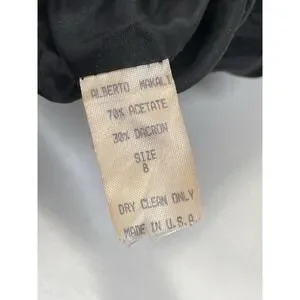 ALBERTO MAKALI
70% ACETATE
30% DACRON
SIZE
8
DRY CLEAN ONLY
MADE IN U.S.A.